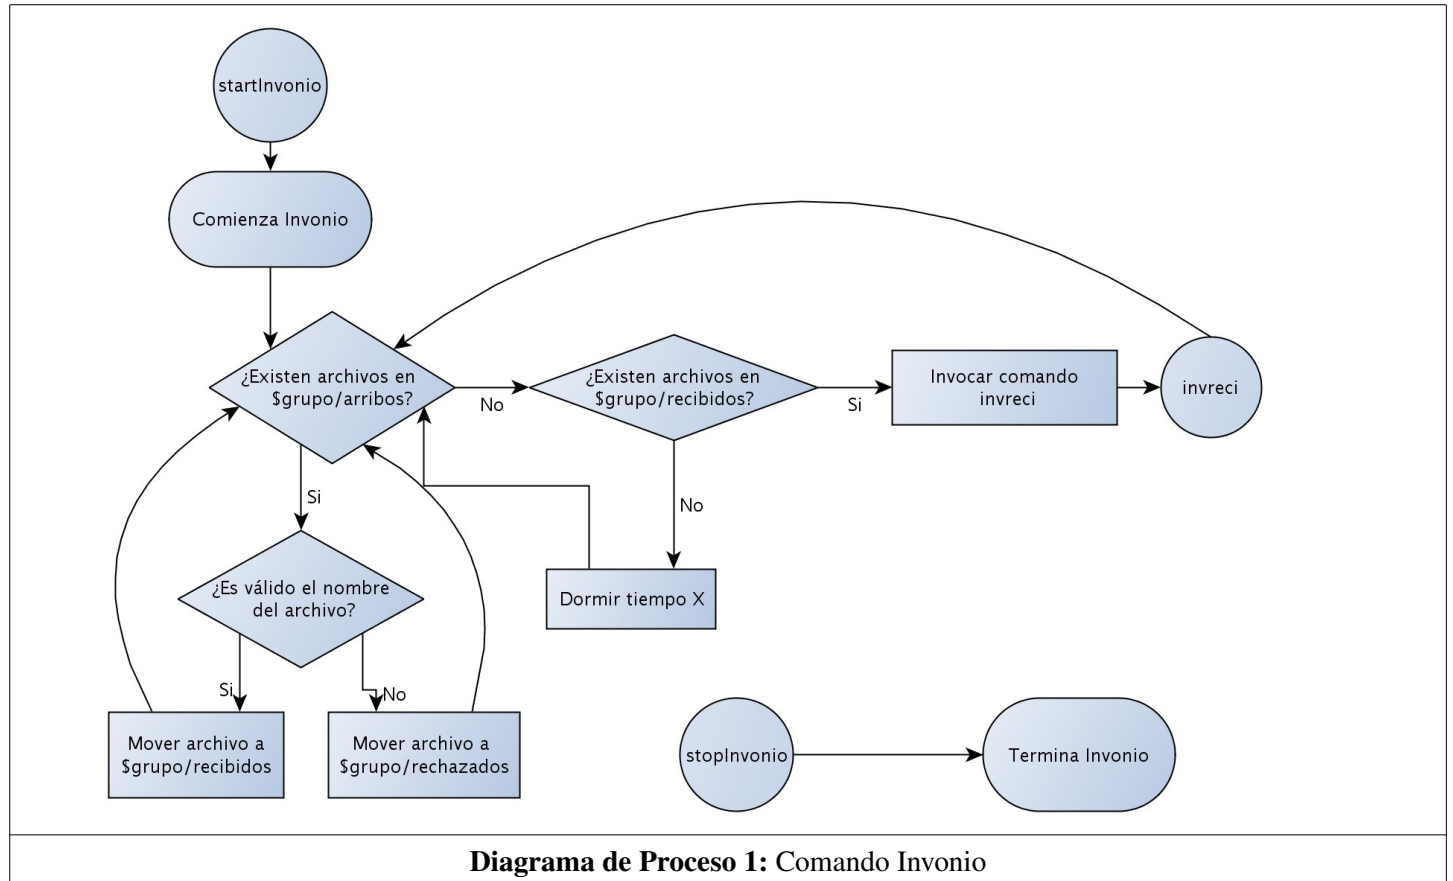 startInvonio
Comienza Invonio
¿Existen archivos en
$grupo/arribos?
No
¿Existen archivos en
$grupo/recibidos?
Si
Invocar comando
invreci
invreci
Si
No
¿Es válido el nombre
del archivo?
Dormir tiempo X
Si
No
Mover archivo a
$grupo/recibidos
Mover archivo a
$grupo/rechazados
stopInvonio
Termina Invonio
Diagrama de Proceso 1: Comando Invonio